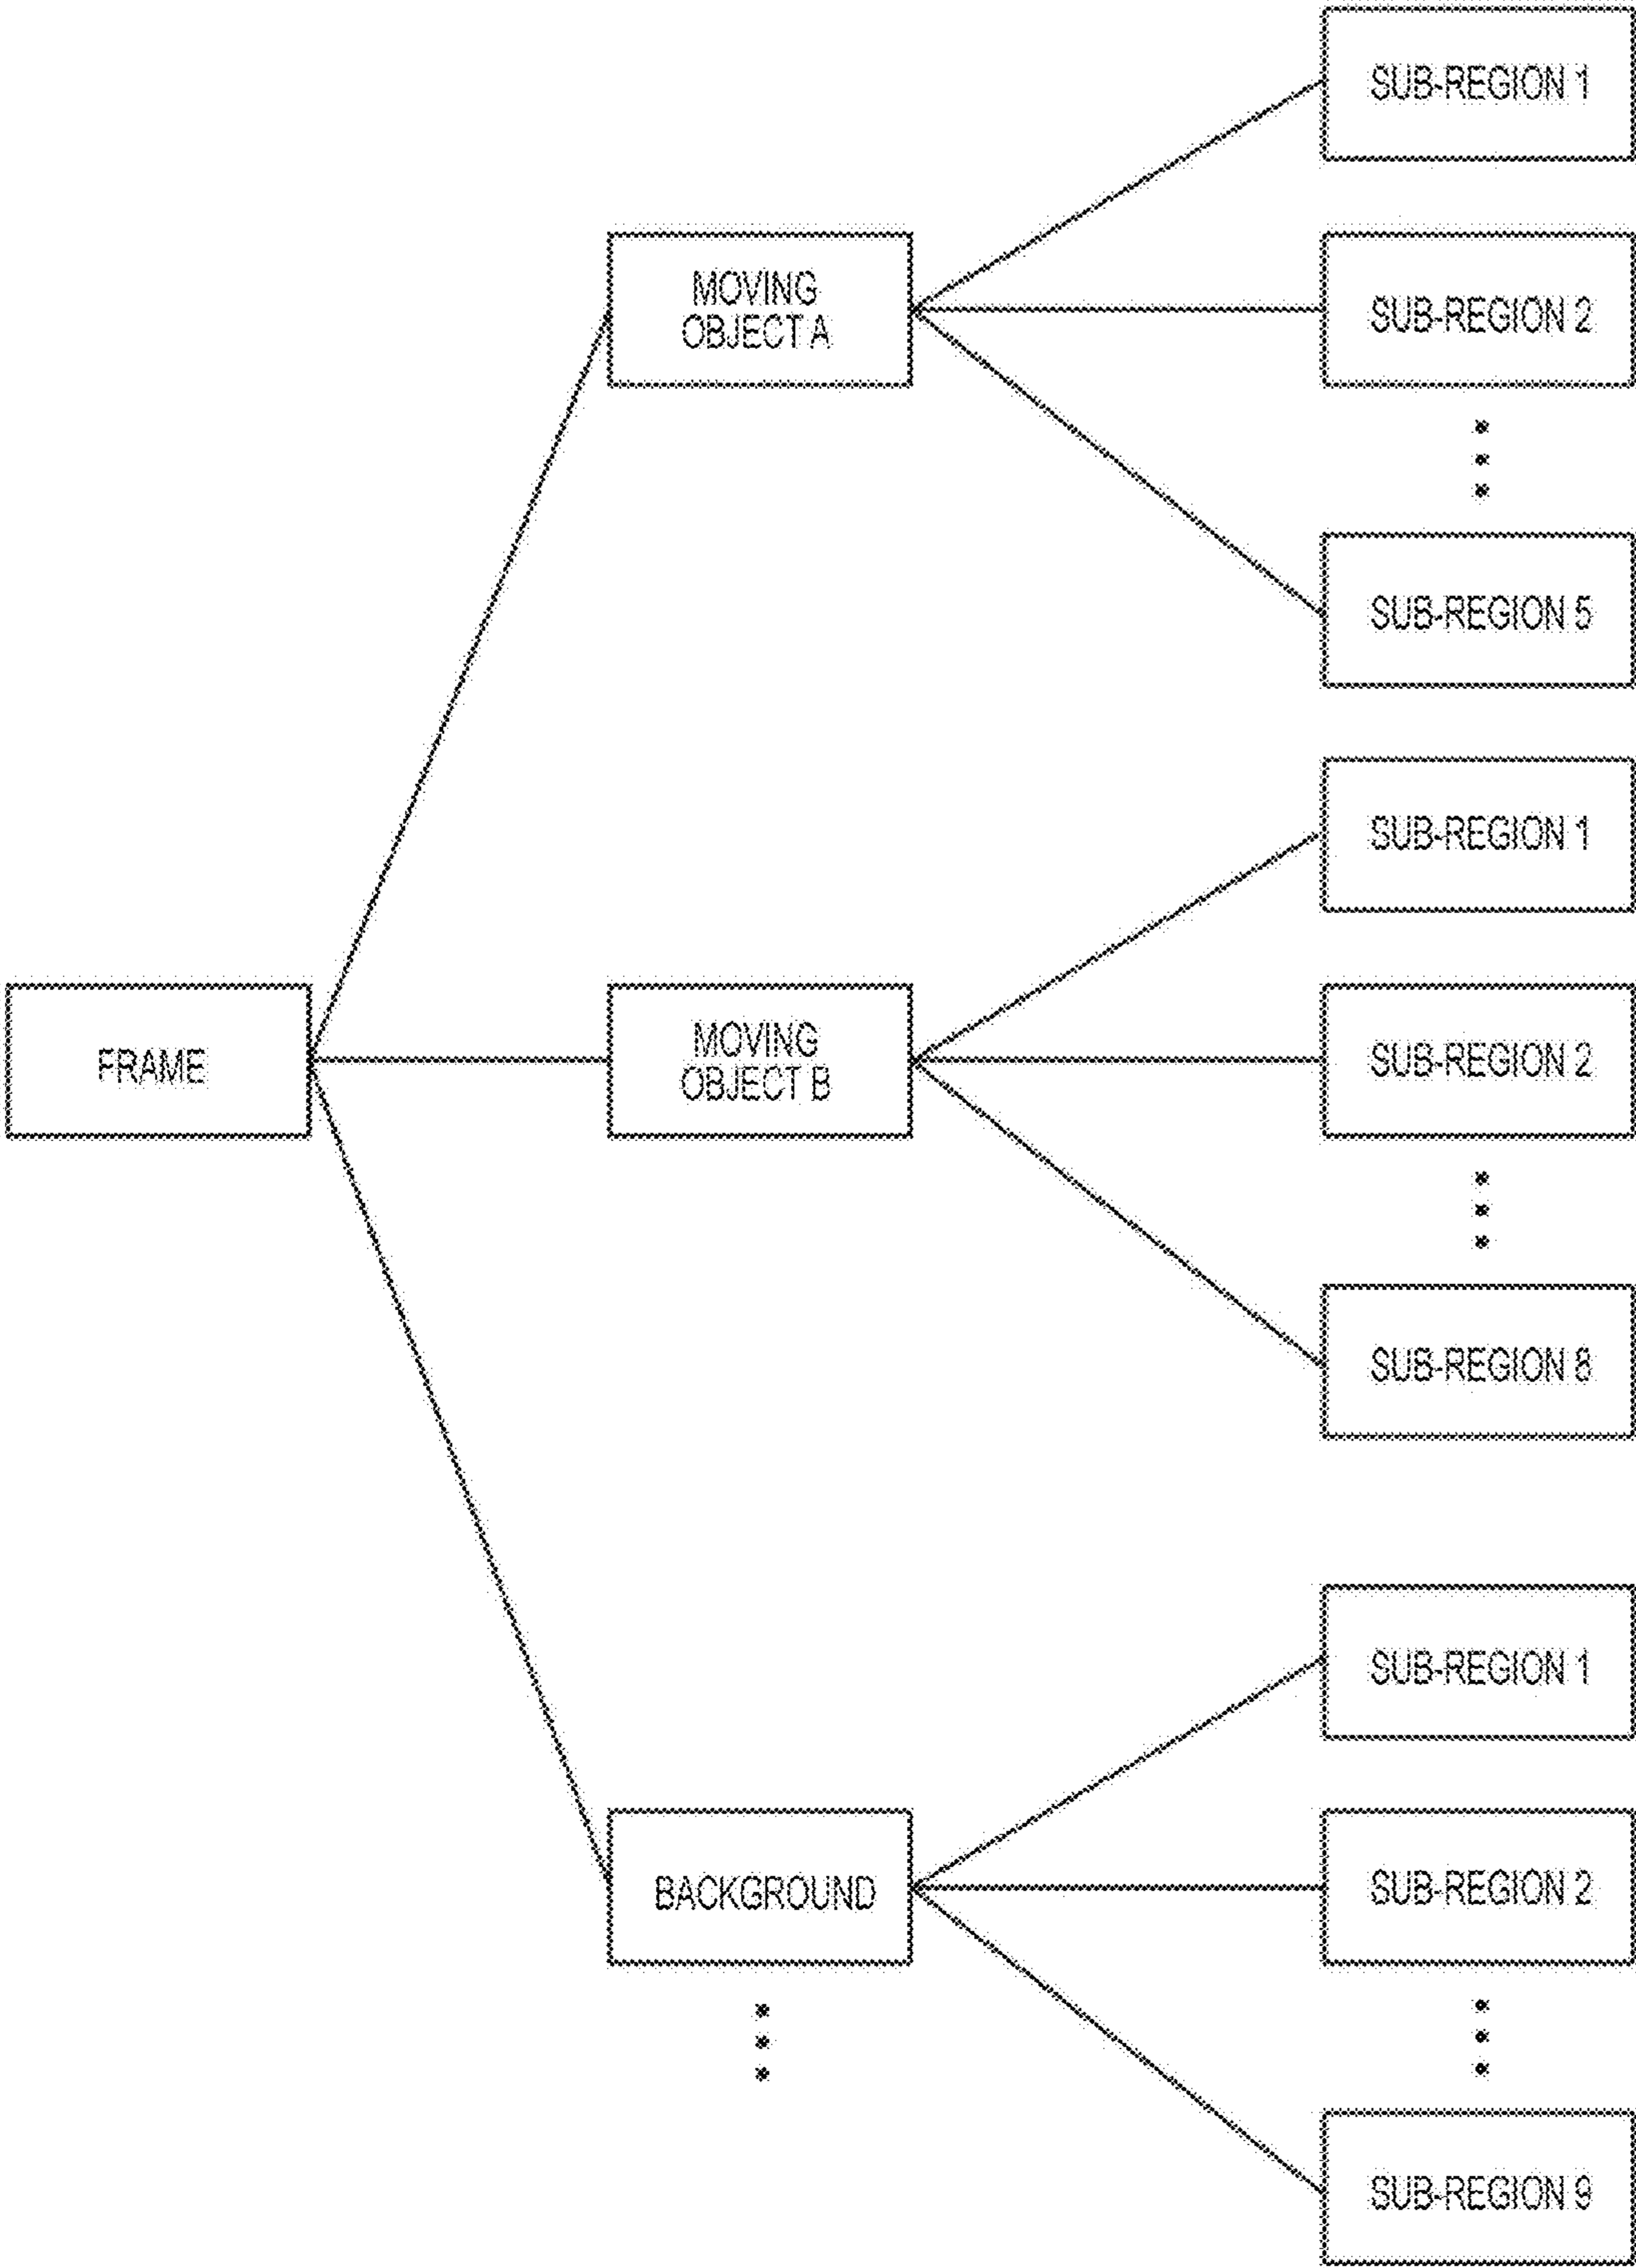 FRAME
MOVING
OBJECT A
SUB-REGION 1
SUB-REGION 2
SUB-REGION 5
MOVING
OBJECT B
SUB-REGION 1
SUB-REGION 2
SUB-REGION 8
BACKGROUND
SUB-REGION 1
SUB-REGION 2
SUB-REGION 9